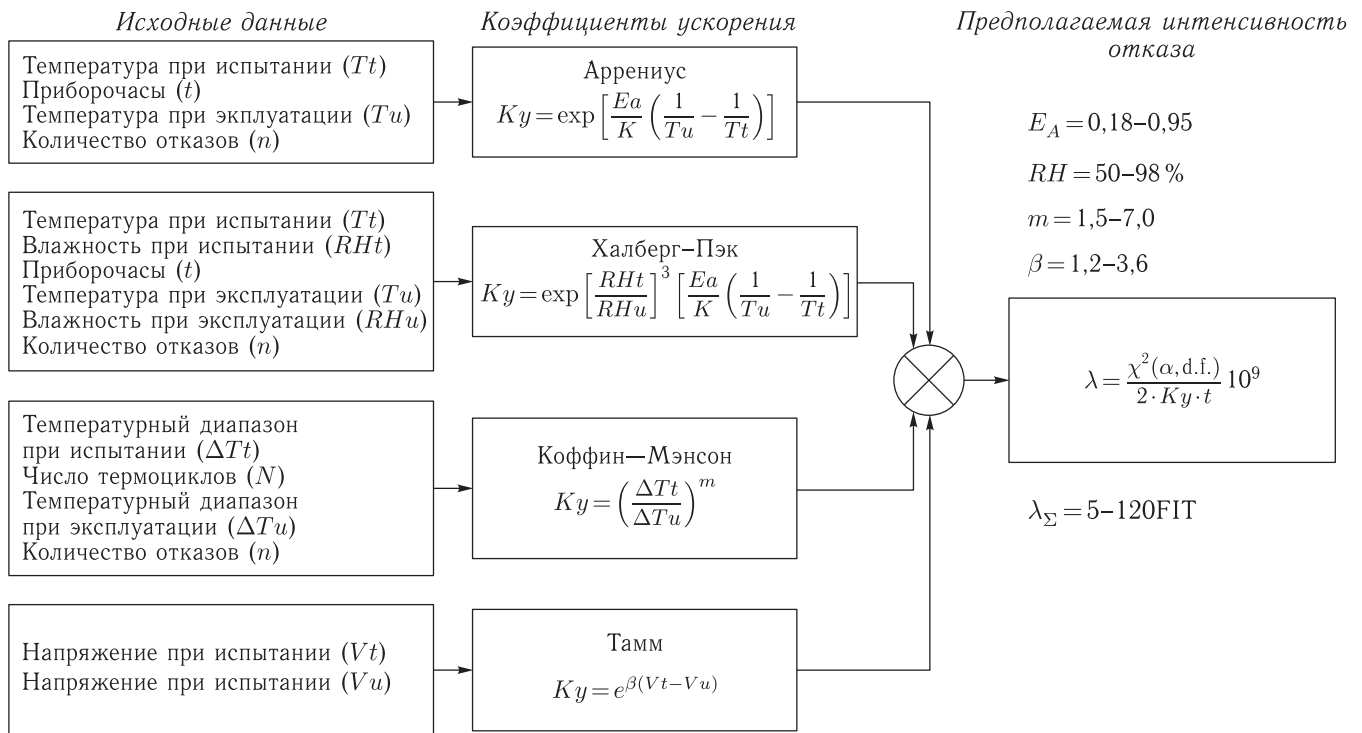 Исходные данные
Температура при испытании (Tt)
Приборочасы (t)
Температура при экплуатации (Tu)
Количество отказов (n)
Температура при испытании (Tt)
Влажность при испытании (RHt)
Приборочасы (t)
Температура при эксплуатации (Tu)
Влажность при эксплуатации (RHu)
Количество отказов (n)
Температурный диапазон
при испытании (ΔTt)
Число термоциклов (N)
Температурный диапазон
при эксплуатации (ΔTu)
Количество отказов (n)
Напряжение при испытании (Vt)
Напряжение при испытании (Vu)
Коэффициенты ускорения
Аррениус
Ky = exp [Ea/K (1/Tu − 1/Tt)]
Халберг–Пэк
Ky = exp [RHt/RHu]^3 [Ea/K (1/Tu − 1/Tt)]
Коффин—Мэнсон
Ky = (ΔTt/ΔTu)^m
Тамм
Ky = e^β(Vt−Vu)
Предполагаемая интенсивность
отказа
E_A = 0,18–0,95
RH = 50–98 %
m = 1,5–7,0
β = 1,2–3,6
λ = χ^2(α, d.f.)/2 · Ky · t 10^9
λ_Σ = 5–120FIT